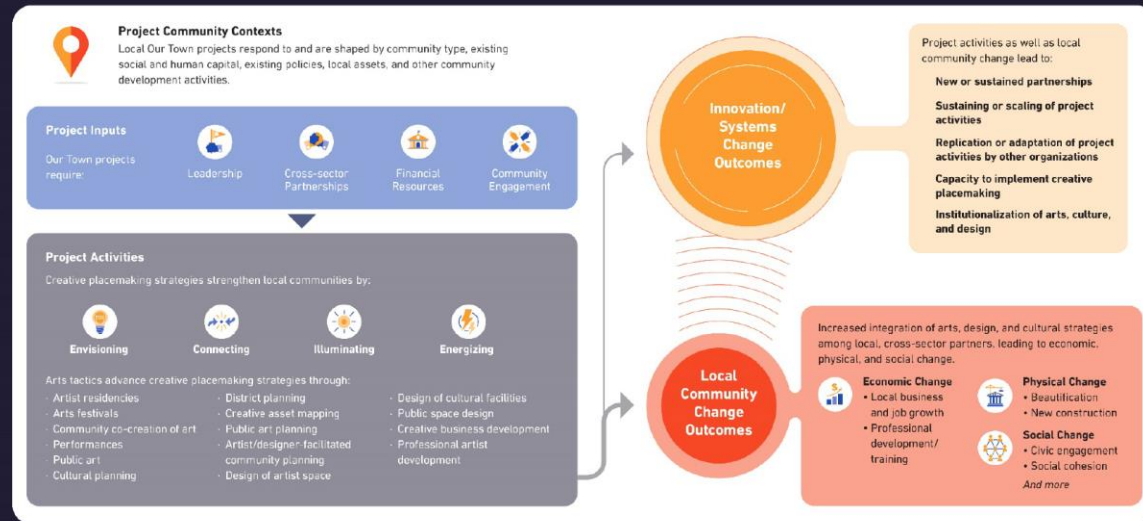 Project Community Contexts
Local Our Town projects respond to and are shaped by community type, existing
social and human capital, existing policies, local assets, and other community
development activities.
Project Inputs
Our Town projects
require:
Leadership
Cross-sector
Partnerships
Financial
Resources
Community
Engagement
Project Activities
Creative placemaking strategies strengthen local communities by:
Envisioning
Connecting
Illuminating
Energizing
Arts tactics advance creative placemaking strategies through:
· Artist residencies
· Arts festivals
· Community co-creation of art
· Performances
· Public art
· Cultural planning
· District planning
· Creative asset mapping
· Public art planning
· Artist/designer-facilitated
community planning
· Design of artist space
· Design of cultural facilities
· Public space design
· Creative business development
· Professional artist
development
Innovation/
Systems
Change
Outcomes
Project activities as well as local
community change lead to:
New or sustained partnerships
Sustaining or scaling of project
activities
Replication or adaptation of project
activities by other organizations
Capacity to implement creative
placemaking
Institutionalization of arts, culture,
and design
Local
Community
Change
Outcomes
Increased integration of arts, design, and cultural strategies
among local, cross-sector partners, leading to economic,
physical, and social change.
Economic Change
• Local business
and job growth
• Professional
development/
training
Physical Change
• Beautification
• New construction
Social Change
• Civic engagement
• Social cohesion
And more